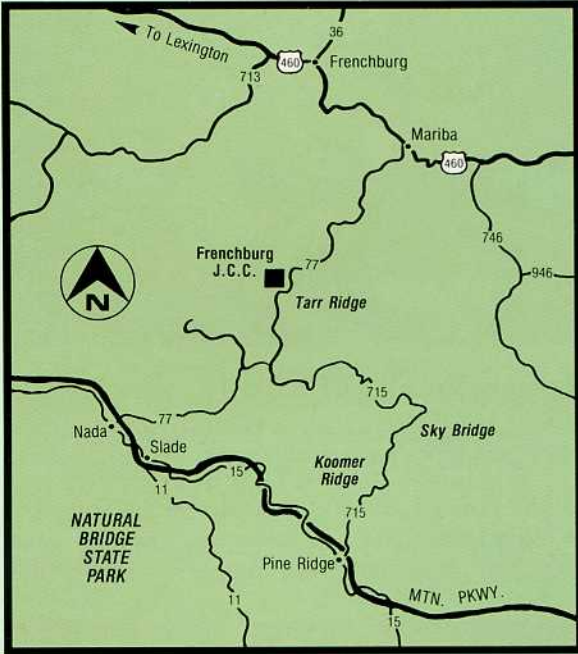 To Lexington
36
460
Frenchburg
713
Mariba
460
746
946
Frenchburg
J.C.C.
77
N
Tarr Ridge
715
77
Sky Bridge
Nada
Slade
Koomer
Ridge
15
11
715
NATURAL
BRIDGE
STATE
PARK
Pine Ridge
11
MTN. PKWY.
15